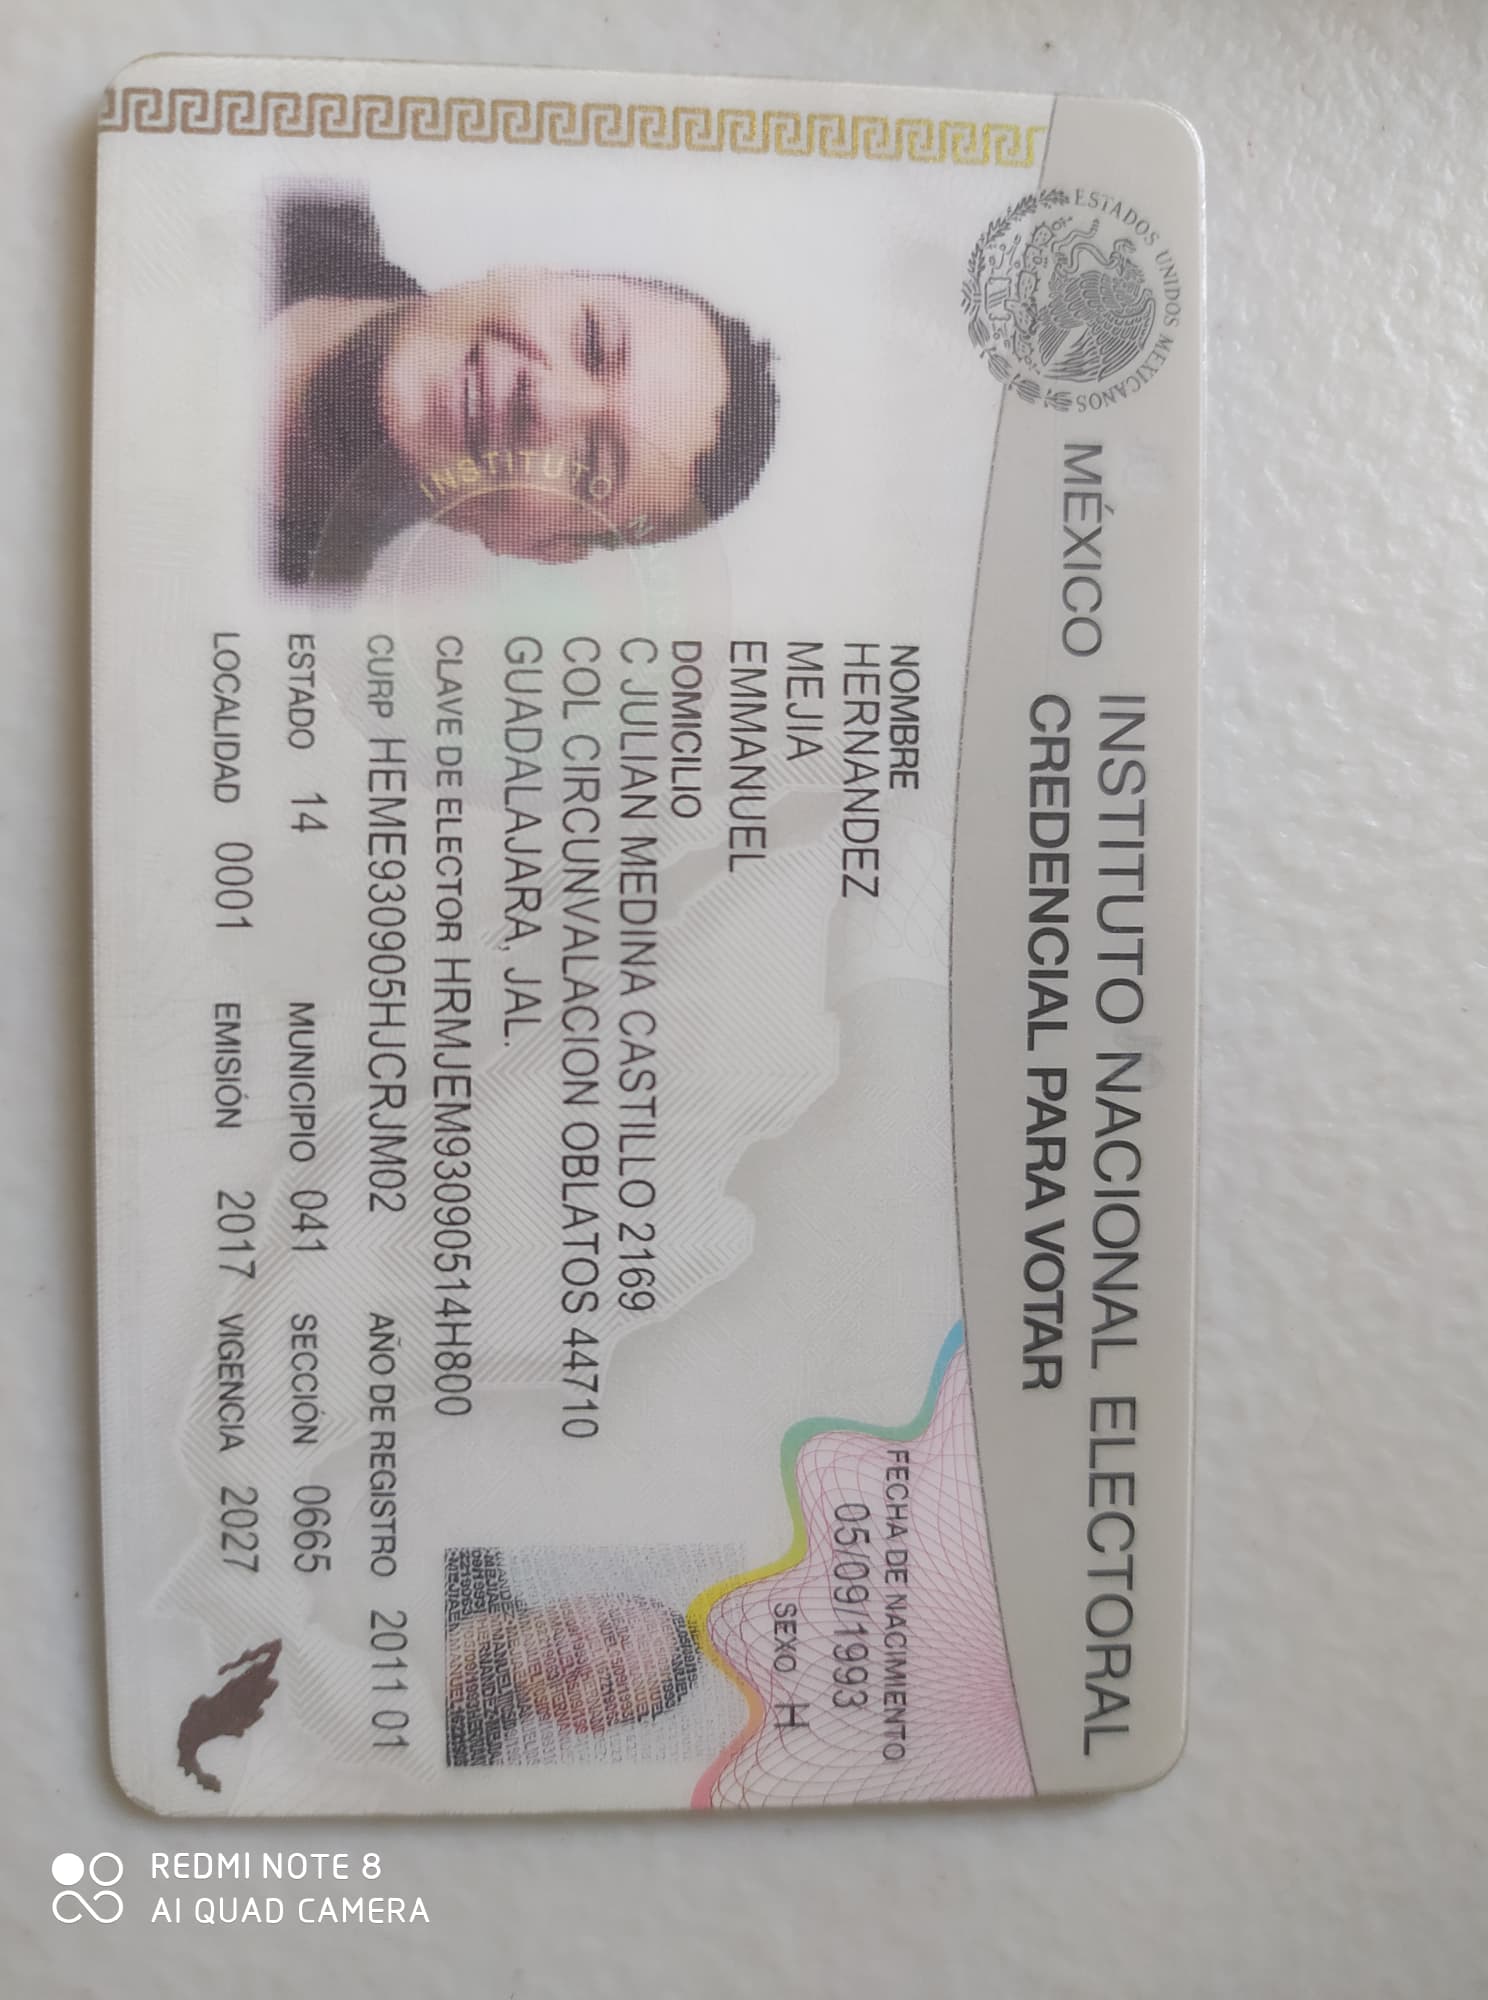 ESTADOS UNIDOS MEXICANOS
MÉXICO INSTITUTO NACIONAL ELECTORAL
CREDENCIAL PARA VOTAR
NOMBRE
HERNANDEZ
MEJIA
EMMANUEL
FECHA DE NACIMIENTO
05/09/1993
SEXO H
DOMICILIO
C JULIAN MEDINA CASTILLO 2169
COL CIRCUNVALACION OBLATOS 44710
GUADALAJARA, JAL.
CLAVE DE ELECTOR HRMJEM93090514H800
CURP HEME930905HJCRJM02 AÑO DE REGISTRO 2011 01
ESTADO 14 MUNICIPIO 041 SECCIÓN 0665
LOCALIDAD 0001 EMISIÓN 2017 VIGENCIA 2027
INSTITUTO
REDMI NOTE 8
AI QUAD CAMERA